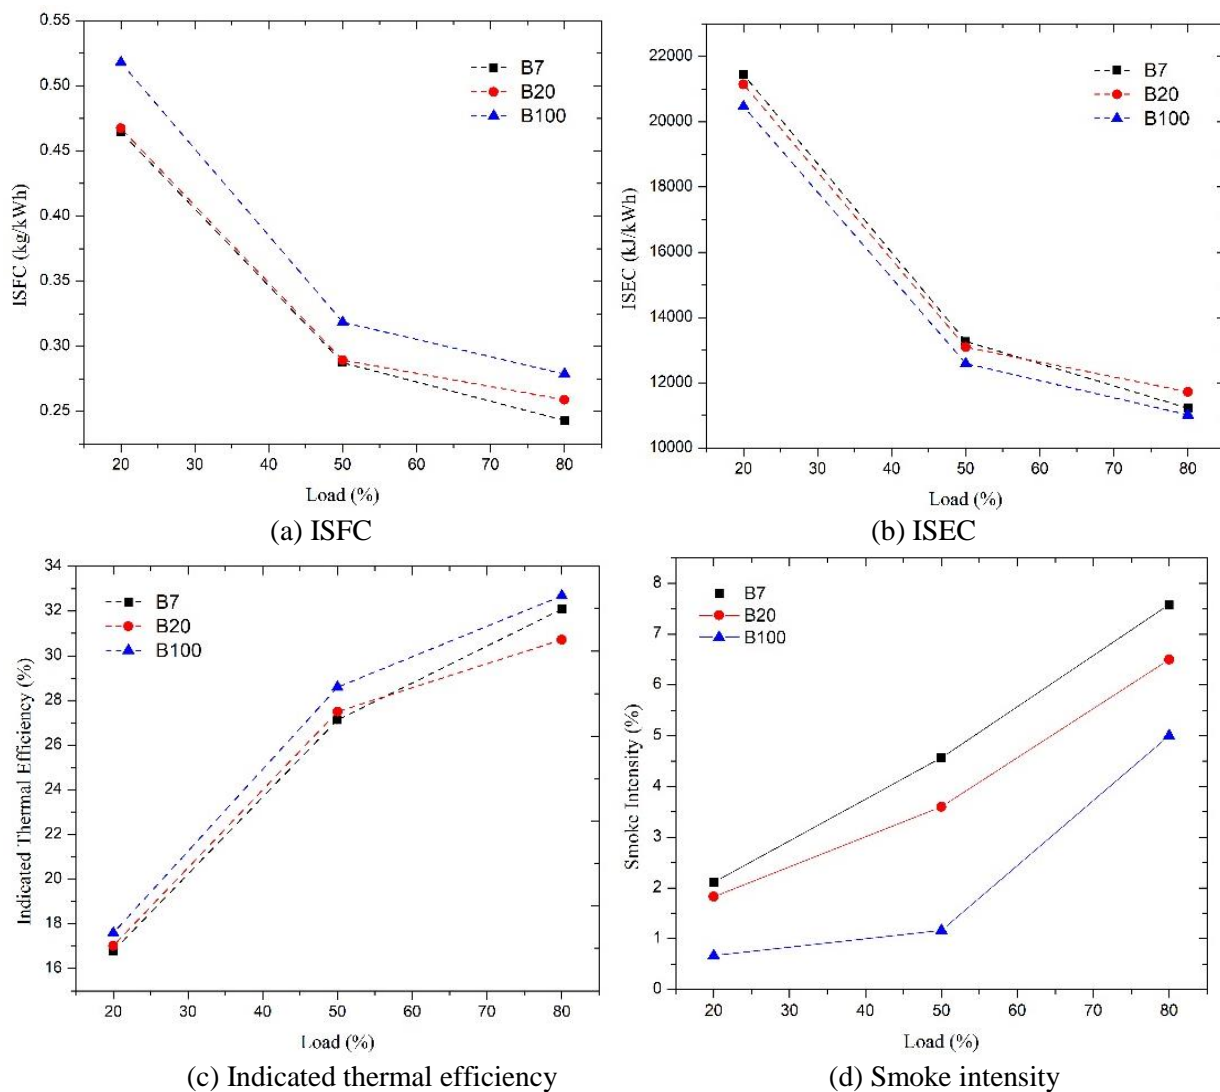 0.55
0.50
0.45
0.40
0.35
0.30
0.25
ISFC (kg/kWh)
B7
B20
B100
20 30 40 50 60 70 80
Load (%)
(a) ISFC
22000
20000
18000
16000
14000
12000
10000
ISEC (kJ/kWh)
B7
B20
B100
20 30 40 50 60 70 80
Load (%)
(b) ISEC
34
32
30
28
26
24
22
20
18
16
Indicated Thermal Efficiency (%)
B7
B20
B100
20 30 40 50 60 70 80
Load (%)
(c) Indicated thermal efficiency
8
7
6
5
4
3
2
1
0
Smoke Intensity (%)
B7
B20
B100
20 30 40 50 60 70 80
Load (%)
(d) Smoke intensity